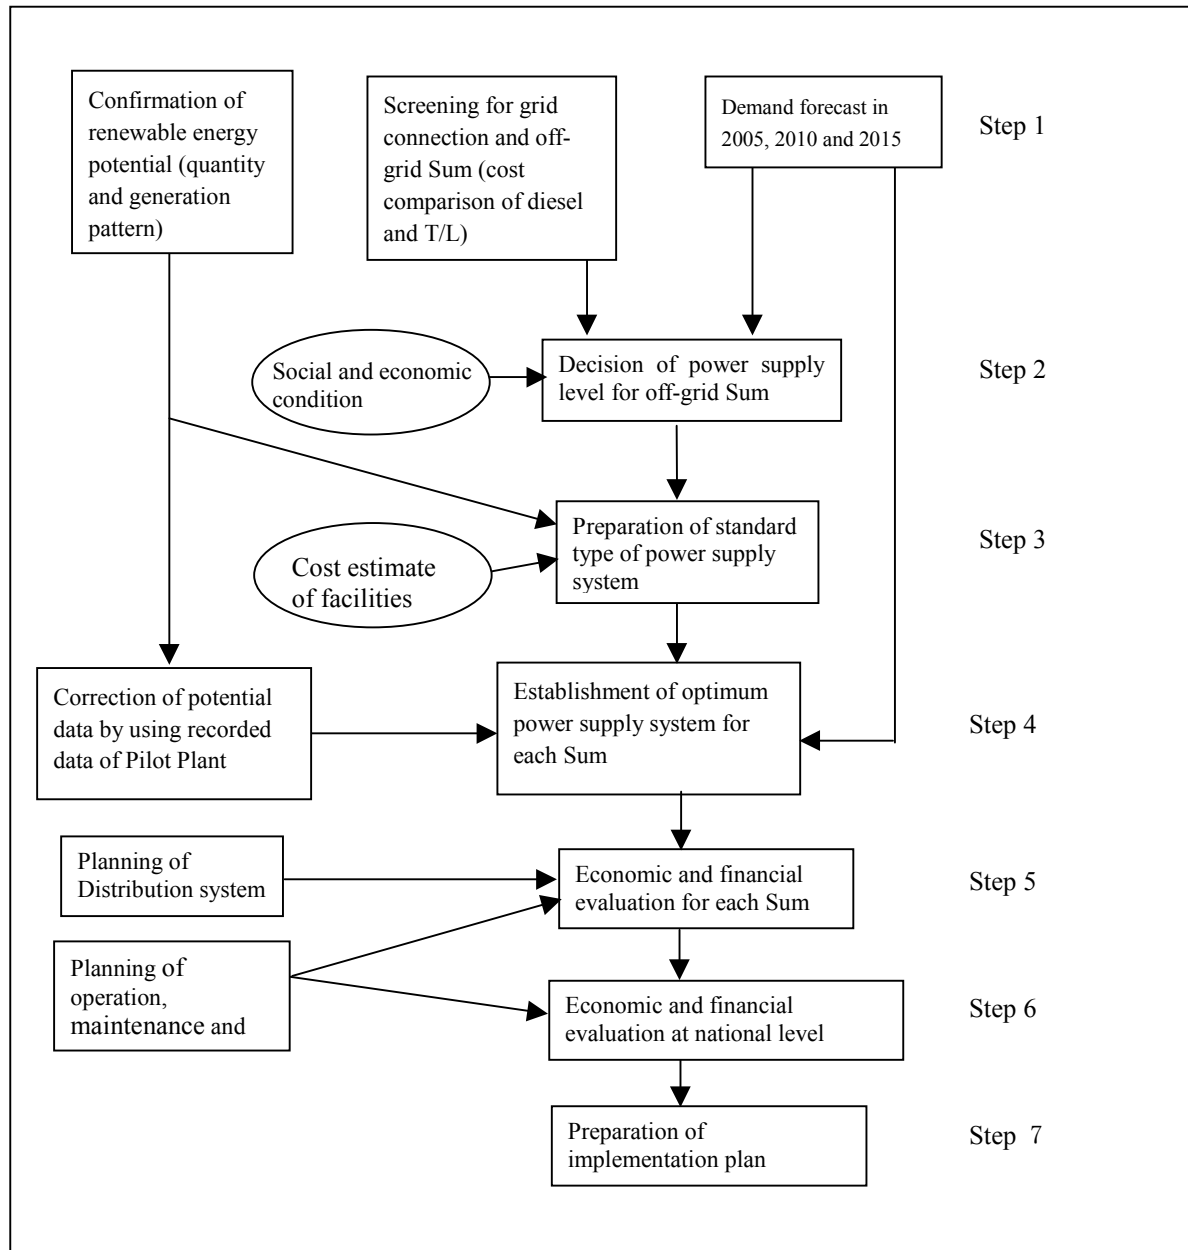 Confirmation of
renewable energy
potential (quantity
and generation
pattern)
Screening for grid
connection and off-
grid Sum (cost
comparison of diesel
and T/L)
Demand forecast in
2005, 2010 and 2015
Step 1
Social and economic
condition
Decision of power supply
level for off-grid Sum
Step 2
Cost estimate
of facilities
Preparation of standard
type of power supply
system
Step 3
Correction of potential
data by using recorded
data of Pilot Plant
Establishment of optimum
power supply system for
each Sum
Step 4
Planning of
Distribution system
Economic and financial
evaluation for each Sum
Step 5
Planning of
operation,
maintenance and
Economic and financial
evaluation at national level
Step 6
Preparation of
implementation plan
Step 7